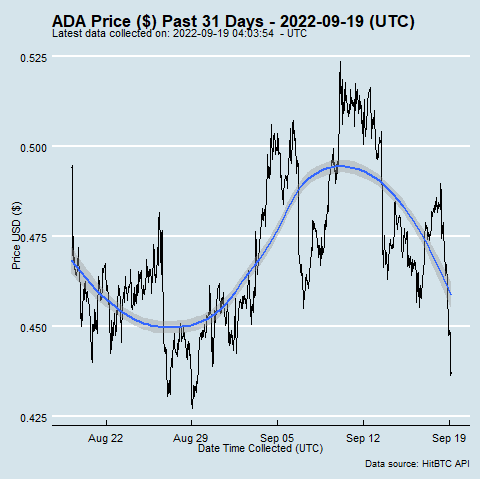 ADA Price ($) Past 31 Days - 2022-09-19 (UTC)
Latest data collected on: 2022-09-19 04:03:54 - UTC
0.525
0.500
0.475
0.450
0.425
Price USD ($)
Aug 22 Aug 29 Sep 05 Sep 12 Sep 19
Date Time Collected (UTC)
Data source: HitBTC API